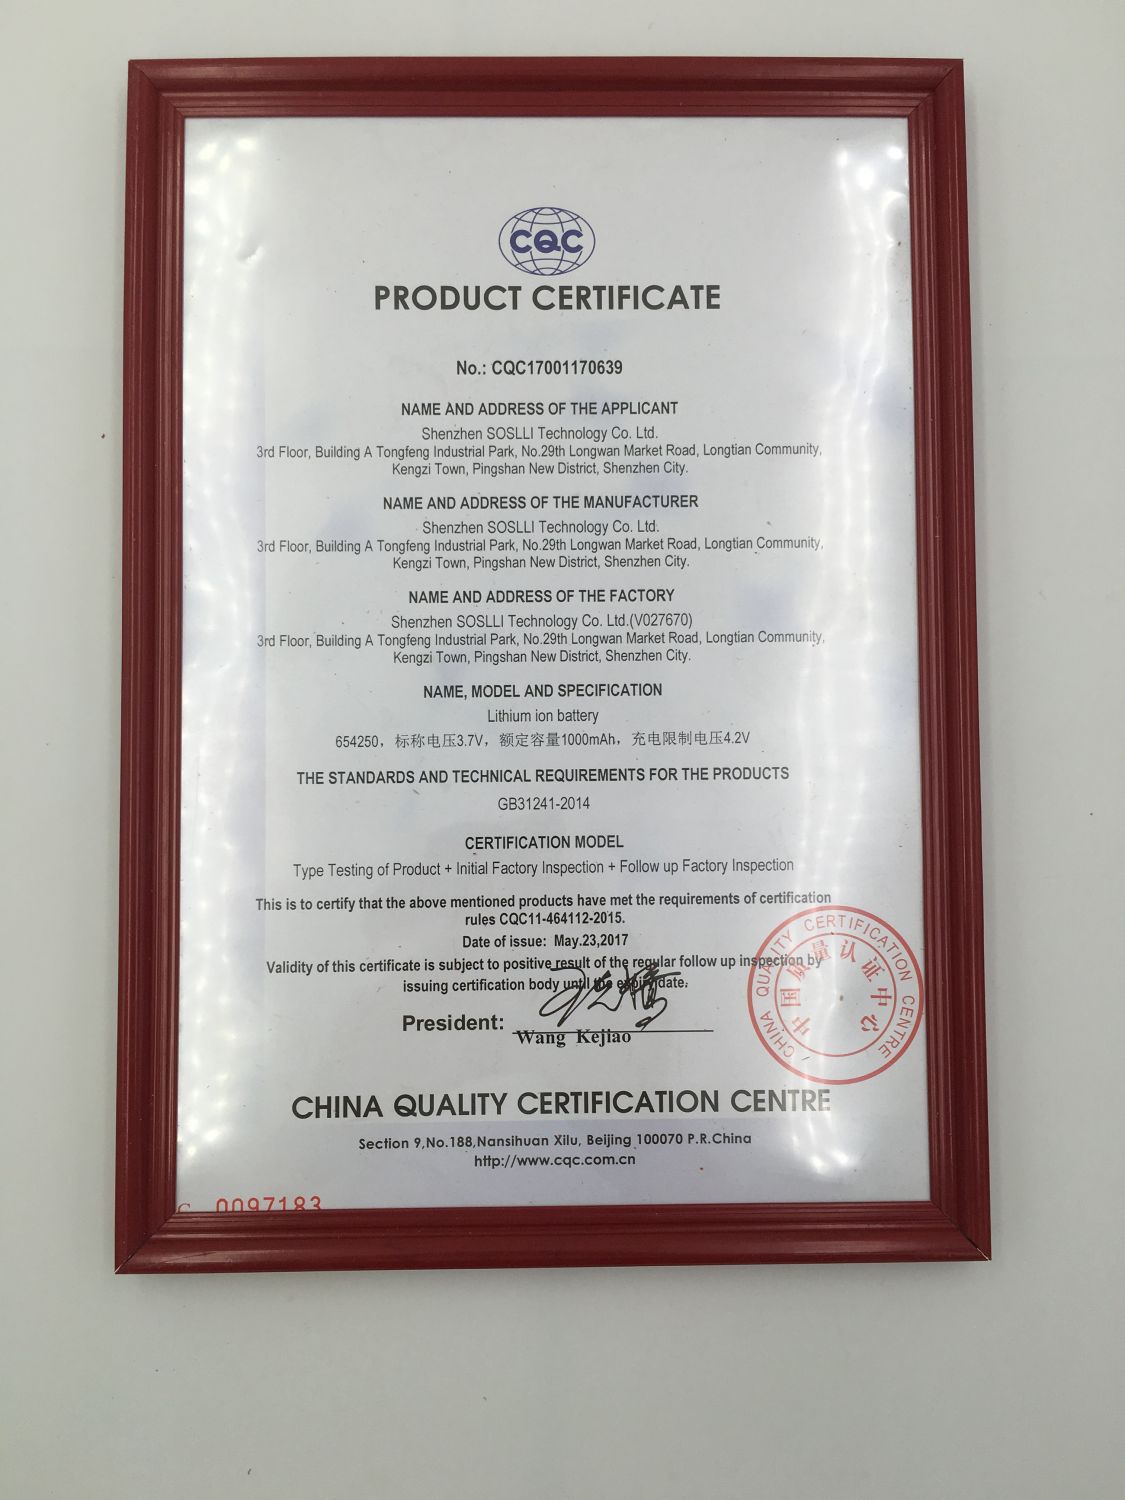 CQC
PRODUCT CERTIFICATE
No.: CQC17001170639
NAME AND ADDRESS OF THE APPLICANT
Shenzhen SOSLLI Technology Co. Ltd.
3rd Floor, Building A Tongfeng Industrial Park, No.29th Longwan Market Road, Longtian Community,
Kengzi Town, Pingshan New District, Shenzhen City.
NAME AND ADDRESS OF THE MANUFACTURER
Shenzhen SOSLLI Technology Co. Ltd.
3rd Floor, Building A Tongfeng Industrial Park, No.29th Longwan Market Road, Longtian Community,
Kengzi Town, Pingshan New District, Shenzhen City.
NAME AND ADDRESS OF THE FACTORY
Shenzhen SOSLLI Technology Co. Ltd.(V027670)
3rd Floor, Building A Tongfeng Industrial Park, No.29th Longwan Market Road, Longtian Community,
Kengzi Town, Pingshan New District, Shenzhen City.
NAME, MODEL AND SPECIFICATION
Lithium ion battery
654250，标称电压3.7V，额定容量1000mAh，充电限制电压4.2V
THE STANDARDS AND TECHNICAL REQUIREMENTS FOR THE PRODUCTS
GB31241-2014
CERTIFICATION MODEL
Type Testing of Product + Initial Factory Inspection + Follow up Factory Inspection
This is to certify that the above mentioned products have met the requirements of certification
rules CQC11-464112-2015.
Date of issue: May.23,2017
Validity of this certificate is subject to positive result of the regular follow up inspection by
issuing certification body until the expiry date.
President:
Wang Kejiao
CHINA QUALITY CERTIFICATION CENTRE
中国质量认证中心
CHINA QUALITY CERTIFICATION CENTRE
Section 9,No.188,Nansihuan Xilu, Beijing 100070 P.R.China
http://www.cqc.com.cn
0097183